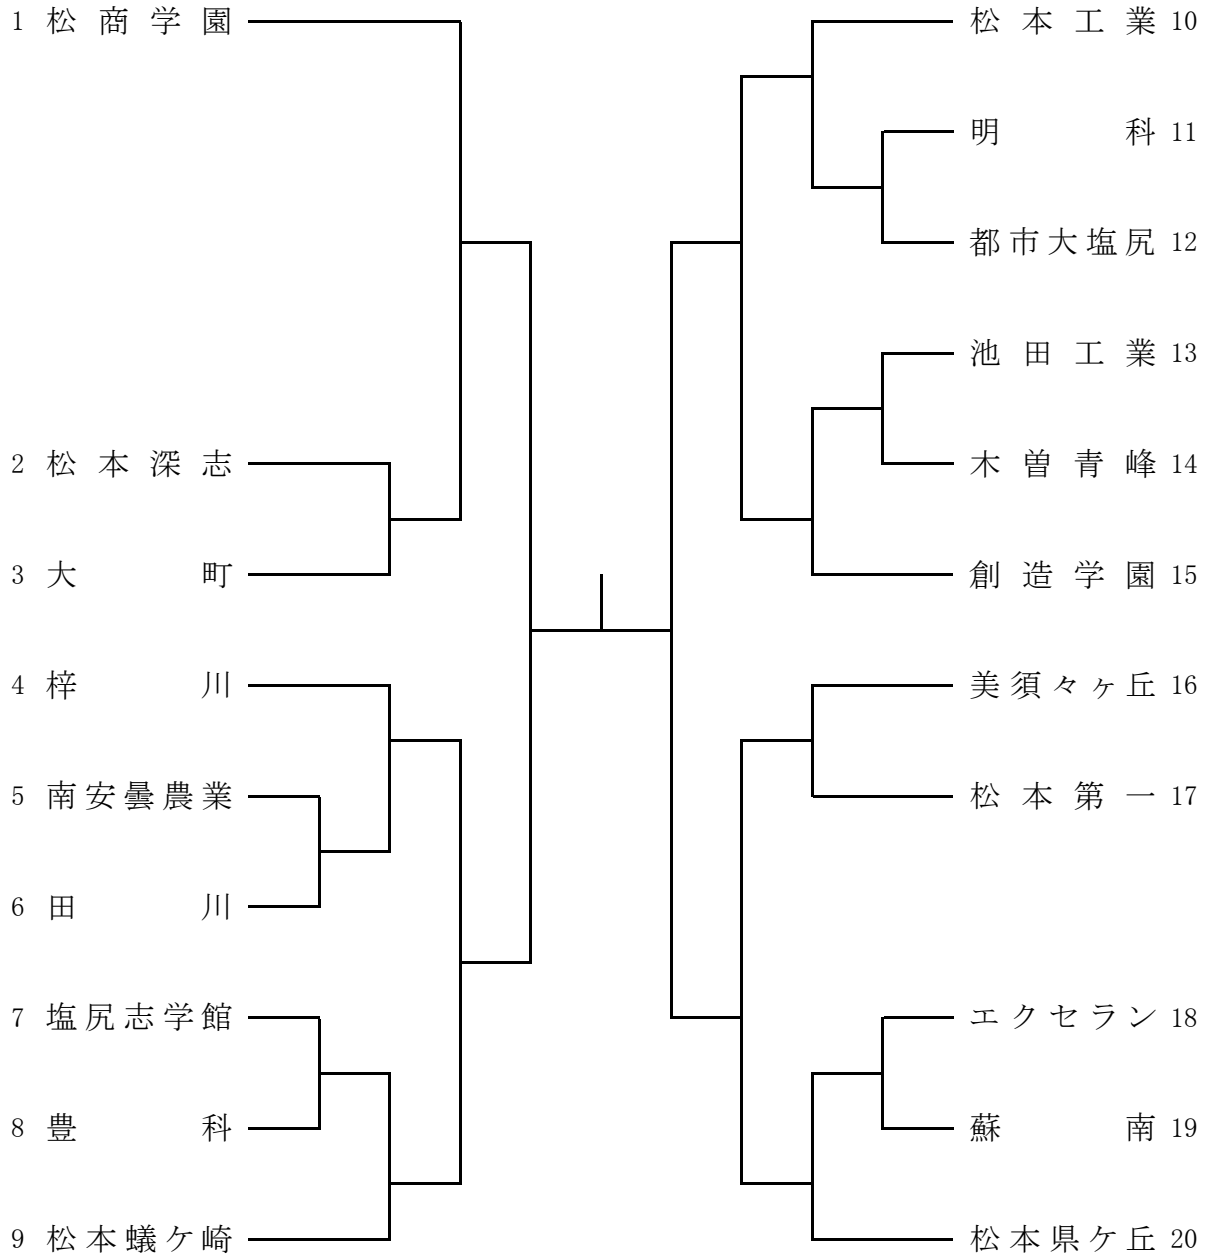 1 松商学園
2 松本深志
3 大町
4 梓川
5 南安曇農業
6 田川
7 塩尻志学館
8 豊科
9 松本蟻ケ崎
松本工業 10
明科 11
都市大塩尻 12
池田工業 13
木曽青峰 14
創造学園 15
美須々ヶ丘 16
松本第一 17
エクセラン 18
蘇南 19
松本県ケ丘 20